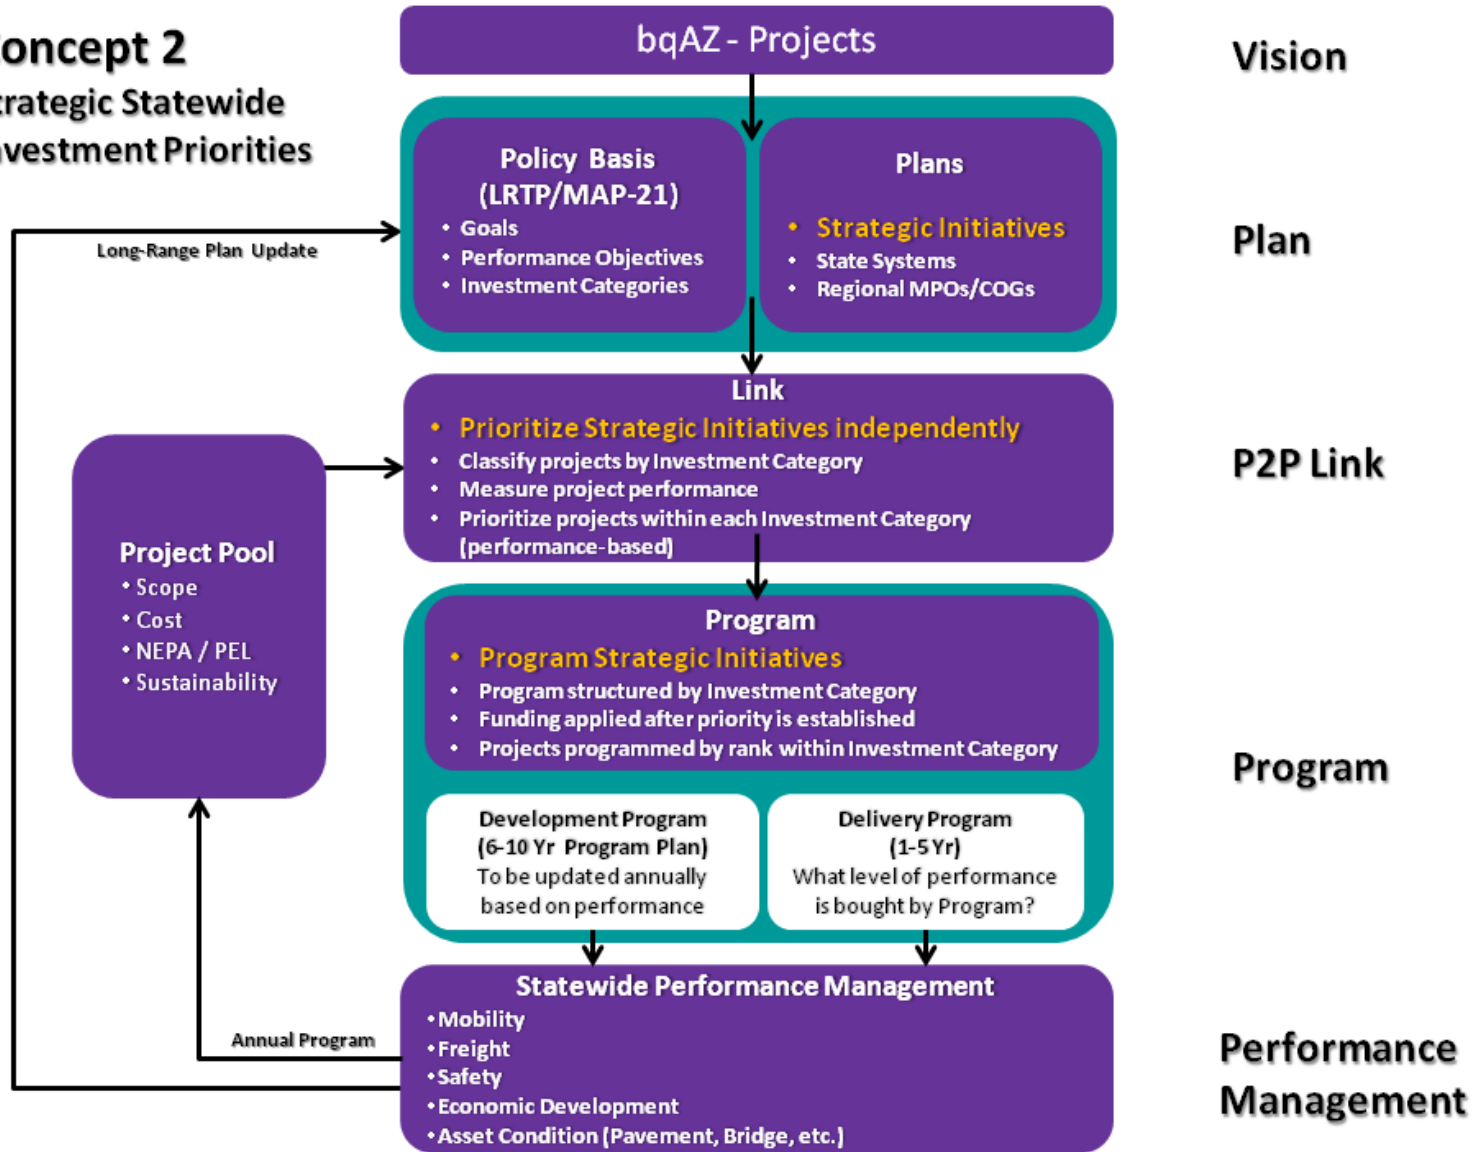 oncept 2
trategic Statewide
vestment Priorities
bqAZ - Projects
Vision
Policy Basis
(LRTP/MAP-21)
• Goals
• Performance Objectives
• Investment Categories
Plans
• Strategic Initiatives
• State Systems
• Regional MPOs/COGs
Plan
Long-Range Plan Update
Link
• Prioritize Strategic Initiatives independently
• Classify projects by Investment Category
• Measure project performance
• Prioritize projects within each Investment Category
(performance-based)
P2P Link
Project Pool
• Scope
• Cost
• NEPA / PEL
• Sustainability
Program
• Program Strategic Initiatives
• Program structured by Investment Category
• Funding applied after priority is established
• Projects programmed by rank within Investment Category
Program
Development Program
(6-10 Yr Program Plan)
To be updated annually
based on performance
Delivery Program
(1-5 Yr)
What level of performance
is bought by Program?
Statewide Performance Management
• Mobility
• Freight
• Safety
• Economic Development
• Asset Condition (Pavement, Bridge, etc.)
Annual Program
Performance
Management